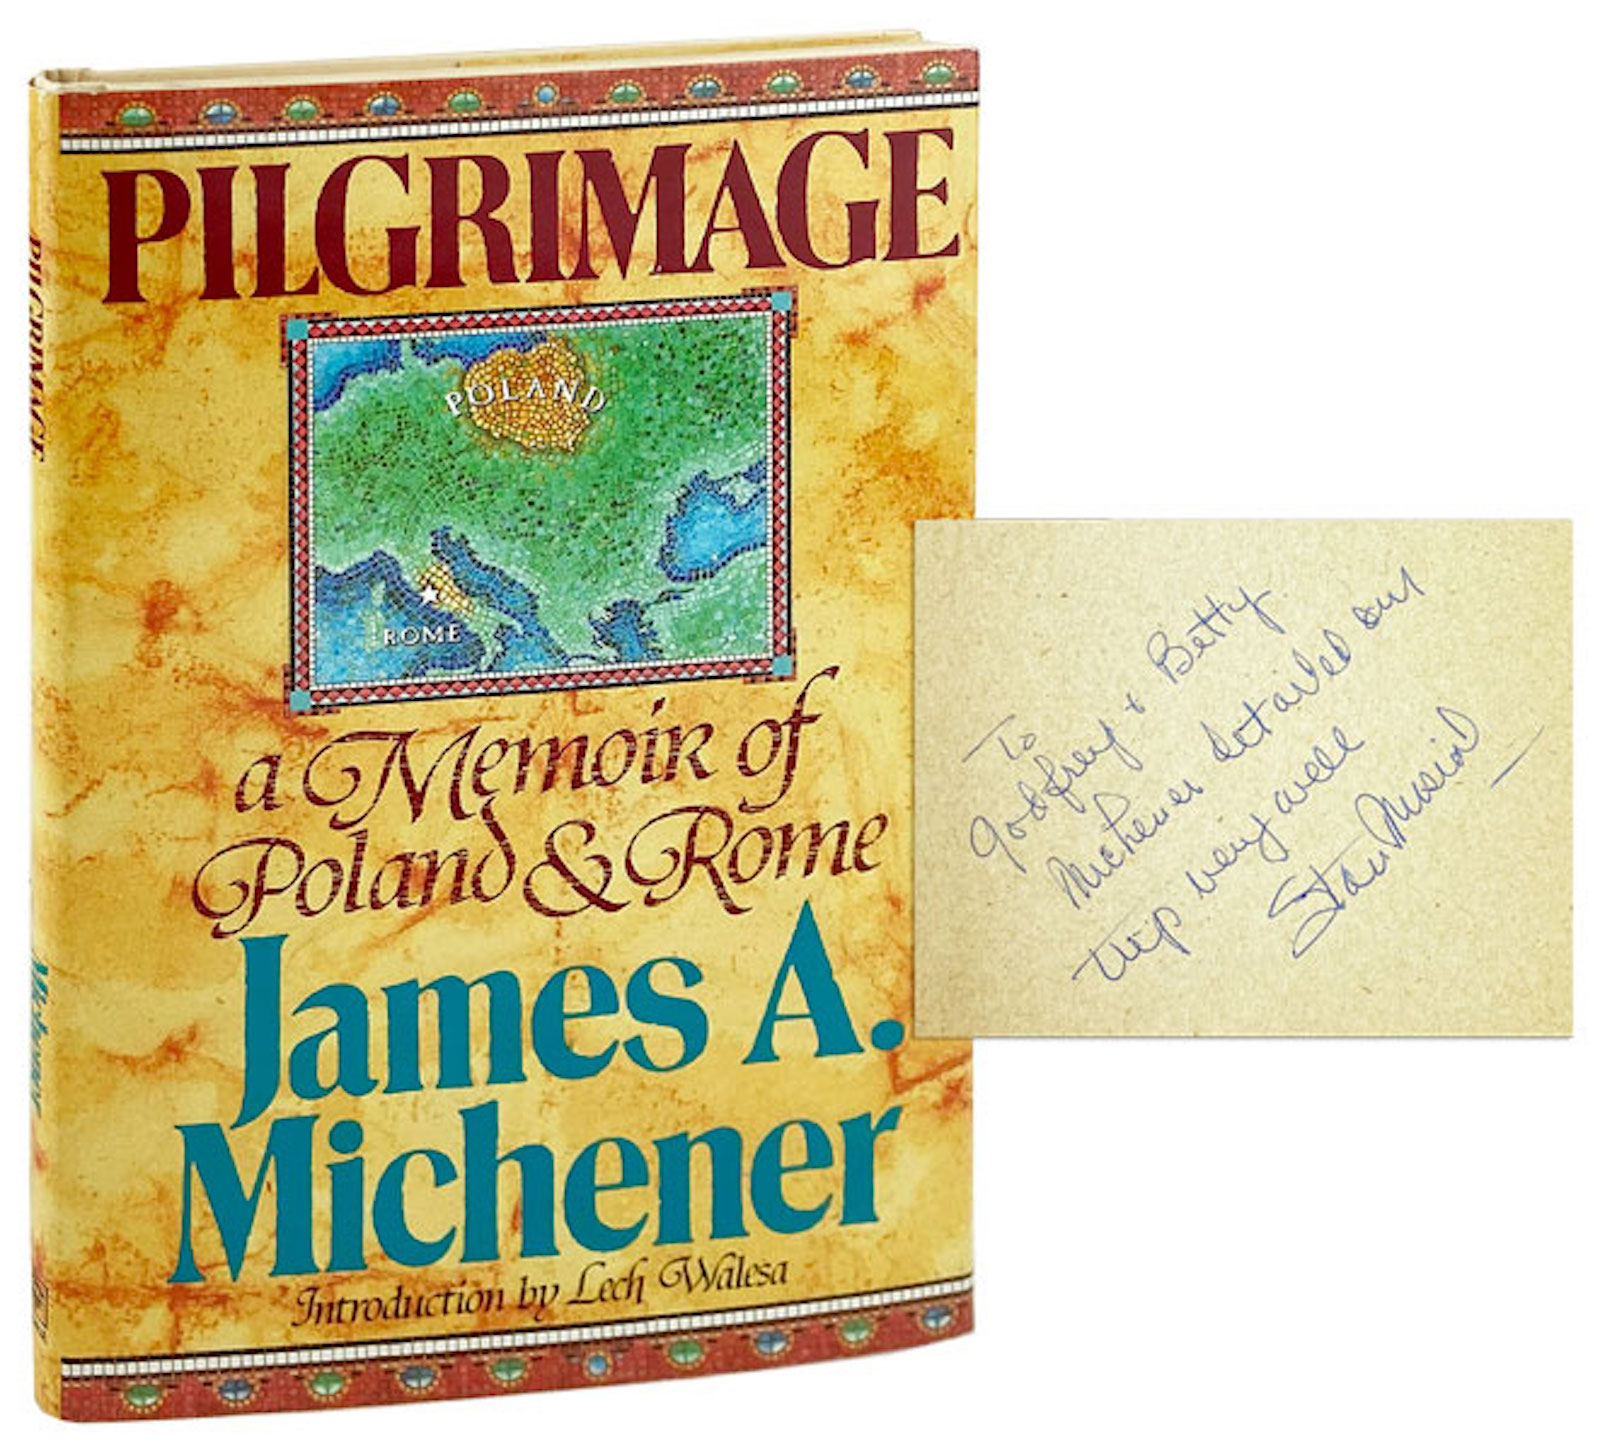 PILGRIMAGE
Michener
PILGRIMAGE
POLAND
ROME
a Memoir of
Poland & Rome
James A.
Michener
Introduction by Lech Walesa
To
Godfrey & Betty
Michener detailed our
trip very well
Stan Musial